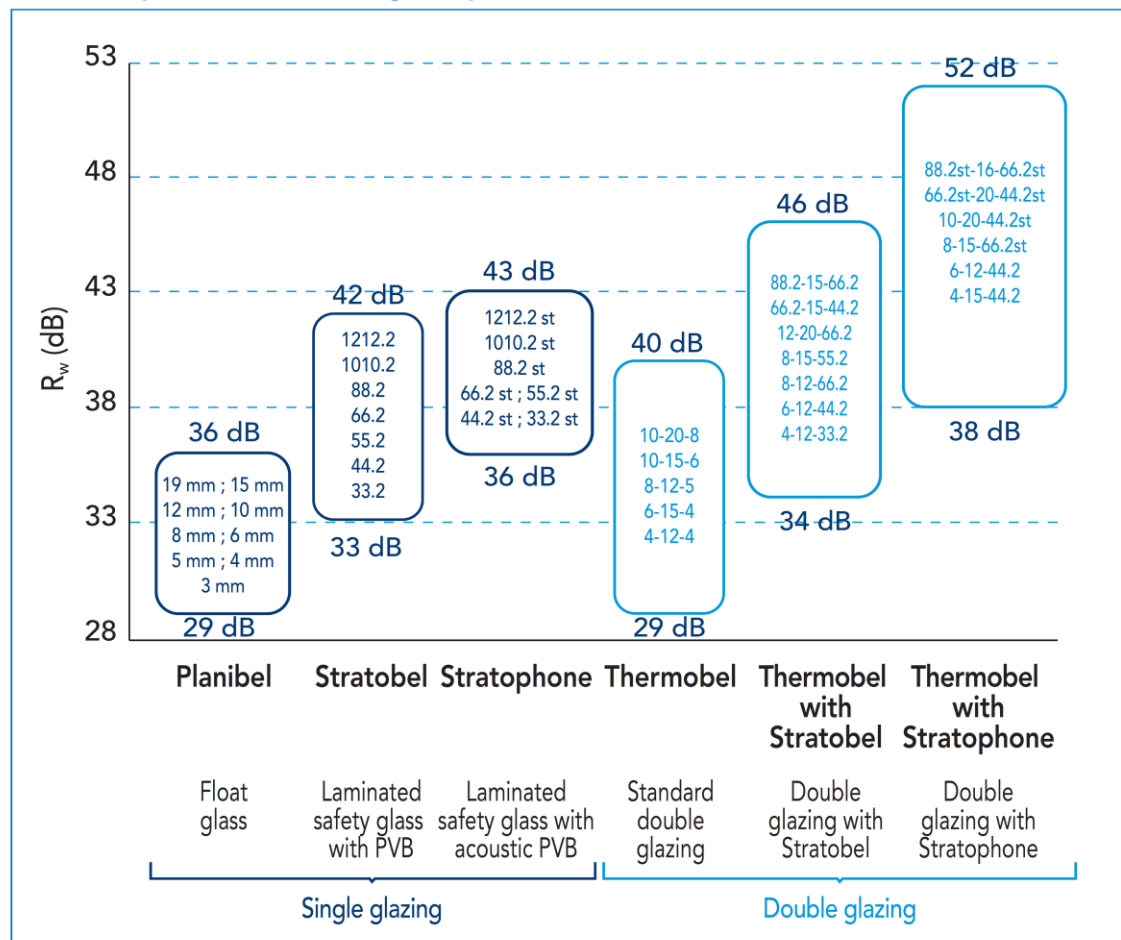 53
48
43
38
33
28
Rw (dB)
36 dB
19 mm ; 15 mm
12 mm ; 10 mm
8 mm ; 6 mm
5 mm ; 4 mm
3 mm
29 dB
42 dB
1212.2
1010.2
88.2
66.2
55.2
44.2
33.2
33 dB
43 dB
1212.2 st
1010.2 st
88.2 st
66.2 st ; 55.2 st
44.2 st ; 33.2 st
36 dB
40 dB
10-20-8
10-15-6
8-12-5
6-15-4
4-12-4
29 dB
46 dB
88.2-15-66.2
66.2-15-44.2
12-20-66.2
8-15-55.2
8-12-66.2
6-12-44.2
4-12-33.2
34 dB
52 dB
88.2st-16-66.2st
66.2st-20-44.2st
10-20-44.2st
8-15-66.2st
6-12-44.2
4-15-44.2
38 dB
Planibel
Stratobel
Stratophone
Thermobel
Thermobel
with
Stratobel
Thermobel
with
Stratophone
Float
glass
Laminated
safety glass
with PVB
Laminated
safety glass with
acoustic PVB
Standard
double
glazing
Double
glazing with
Stratobel
Double
glazing with
Stratophone
Single glazing
Double glazing